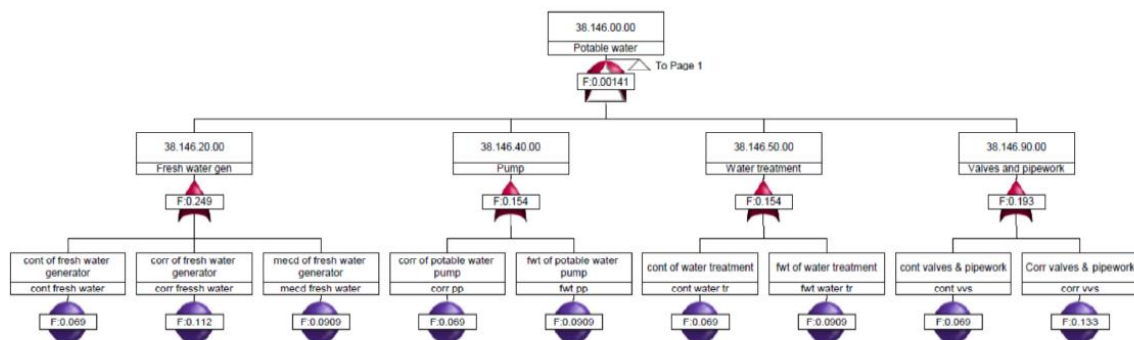 38.146.00.00
Potable water
To Page 1
F:0.00141
38.146.20.00
Fresh water gen
38.146.40.00
Pump
38.146.50.00
Water treatment
38.146.90.00
Valves and pipework
F:0.249
F:0.154
F:0.154
F:0.193
cont of fresh water
generator
cont fresh water
corr of fresh water
generator
corr fressh water
mecd of fresh water
generator
mecd fresh water
corr of potable water
pump
corr pp
fwt of potable water
pump
fwt pp
cont of water treatment
cont water tr
fwt of water treatment
fwt water tr
cont valves & pipework
cont vvs
Corr valves & pipework
corr vvs
F:0.069
F:0.112
F:0.0909
F:0.069
F:0.0909
F:0.069
F:0.0909
F:0.069
F:0.133